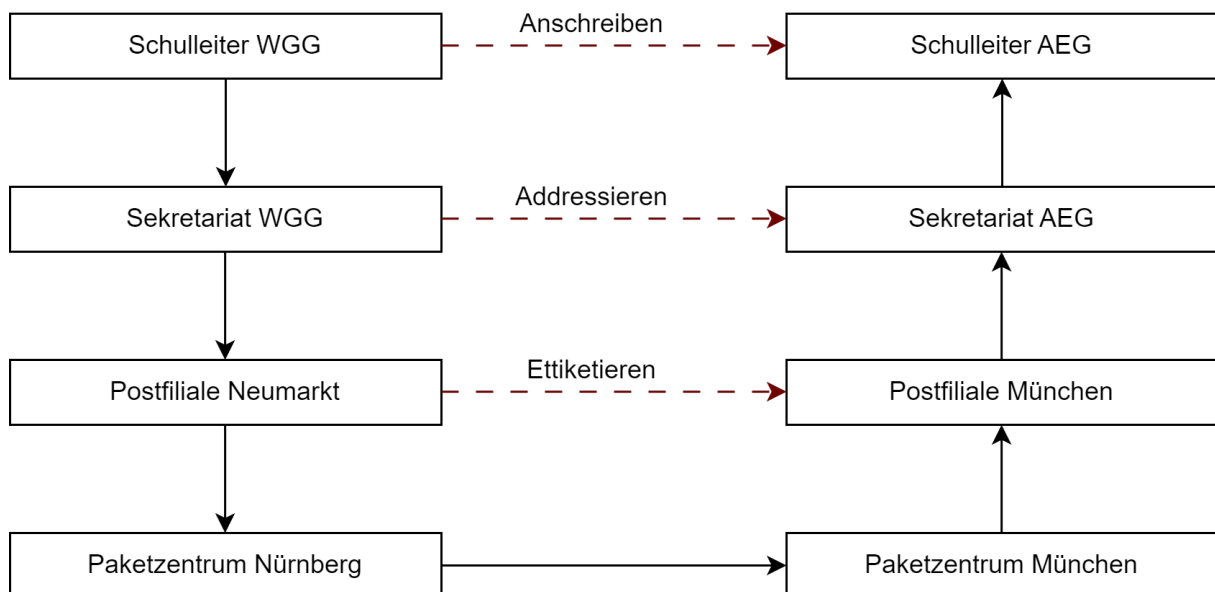 Schulleiter WGG
Anschreiben
Schulleiter AEG
Sekretariat WGG
Addressieren
Sekretariat AEG
Postfiliale Neumarkt
Ettiketieren
Postfiliale München
Paketzentrum Nürnberg
Paketzentrum München